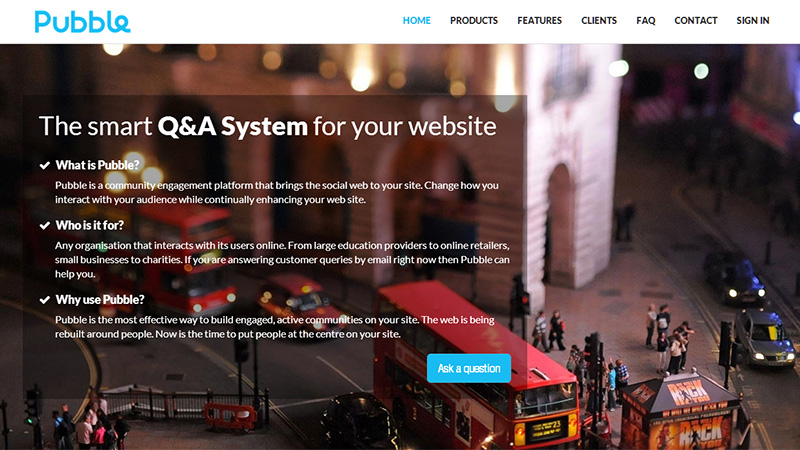 Pubble
HOME PRODUCTS FEATURES CLIENTS FAQ CONTACT SIGN IN
The smart Q&A System for your website
What is Pubble?
Pubble is a community engagement platform that brings the social web to your site. Change how you
interact with your audience while continually enhancing your web site.
Who is it for?
Any organisation that interacts with its users online. From large education providers to online retailers,
small businesses to charities. If you are answering customer queries by email right now then Pubble can
help you.
Why use Pubble?
Pubble is the most effective way to build engaged, active communities on your site. The web is being
rebuilt around people. Now is the time to put people at the centre on your site.
Ask a question
23
ROCK
YOU